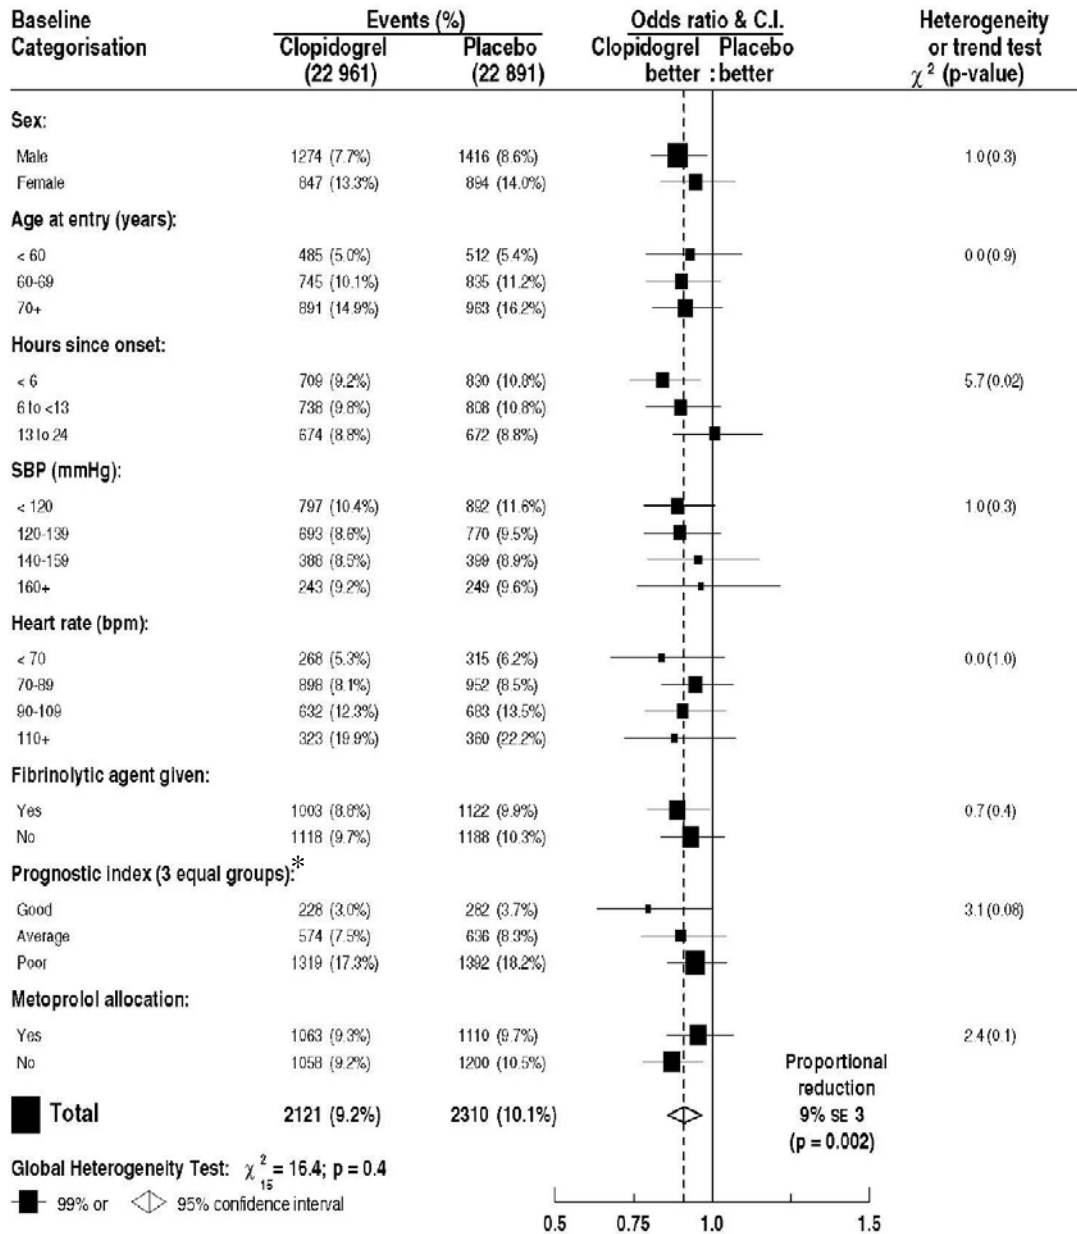 Baseline Events (%) Odds ratio & C.I. Heterogeneity
Categorisation Clopidogrel Placebo Clopidogrel Placebo or trend test
(22 961) (22 891) better : better χ² (p-value)
Sex:
Male 1274 (7.7%) 1416 (8.6%) 1.0 (0.3)
Female 847 (13.3%) 894 (14.0%)
Age at entry (years):
< 60 485 (5.0%) 512 (5.4%) 0.0 (0.9)
60-69 745 (10.1%) 835 (11.2%)
70+ 891 (14.9%) 963 (16.2%)
Hours since onset:
< 6 709 (9.2%) 830 (10.8%) 5.7 (0.02)
6 to <13 738 (9.8%) 808 (10.8%)
13 to 24 674 (8.8%) 672 (8.8%)
SBP (mmHg):
< 120 797 (10.4%) 892 (11.6%) 1.0 (0.3)
120-139 693 (8.6%) 770 (9.5%)
140-159 388 (8.5%) 399 (8.9%)
160+ 243 (9.2%) 249 (9.6%)
Heart rate (bpm):
< 70 268 (5.3%) 315 (6.2%) 0.0 (1.0)
70-89 898 (8.1%) 952 (8.5%)
90-109 632 (12.3%) 683 (13.5%)
110+ 323 (19.9%) 360 (22.2%)
Fibrinolytic agent given:
Yes 1003 (8.8%) 1122 (9.9%) 0.7 (0.4)
No 1118 (9.7%) 1188 (10.3%)
Prognostic index (3 equal groups):*
Good 228 (3.0%) 282 (3.7%) 3.1 (0.08)
Average 574 (7.5%) 636 (8.3%)
Poor 1319 (17.3%) 1392 (18.2%)
Metoprolol allocation:
Yes 1063 (9.3%) 1110 (9.7%) 2.4 (0.1)
No 1058 (9.2%) 1200 (10.5%) Proportional
reduction
Total 2121 (9.2%) 2310 (10.1%) 9% SE 3
(p = 0.002)
Global Heterogeneity Test: χ²₁₅ = 16.4; p = 0.4
99% or 95% confidence interval
0.5 0.75 1.0 1.5